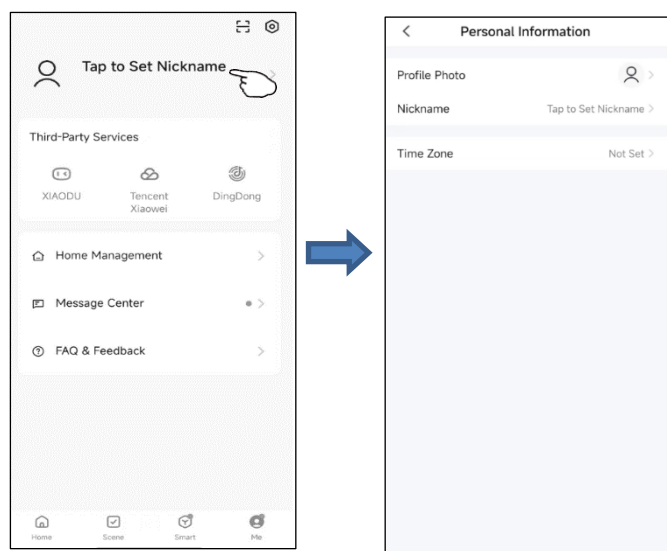 Tap to Set Nickname
Third-Party Services
XIAODU
Tencent
Xiaowei
DingDong
Home Management
Message Center
FAQ & Feedback
Home
Scene
Smart
Me
Personal Information
Profile Photo
Nickname
Tap to Set Nickname
Time Zone
Not Set